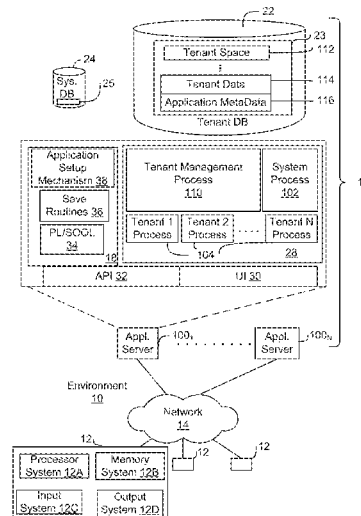 22
23
24
Sys.
DB
25
Tenant Space
112
Tenant Data
114
Application MetaData
116
Tenant DB
Application
Setup
Mechanism 38
Save
Routines 36
PL/SOQL
34
18
Tenant Management
Process
110
System
Process
102
Tenant 1
Process
Tenant 2
Process
Tenant N
Process
104
28
API 32
UI 30
Appl.
Server
100₁
Appl.
Server
100N
Environment
10
Network
14
12
12
12
Processor
System 12A
Memory
System 12B
Input
System 12C
Output
System 12D